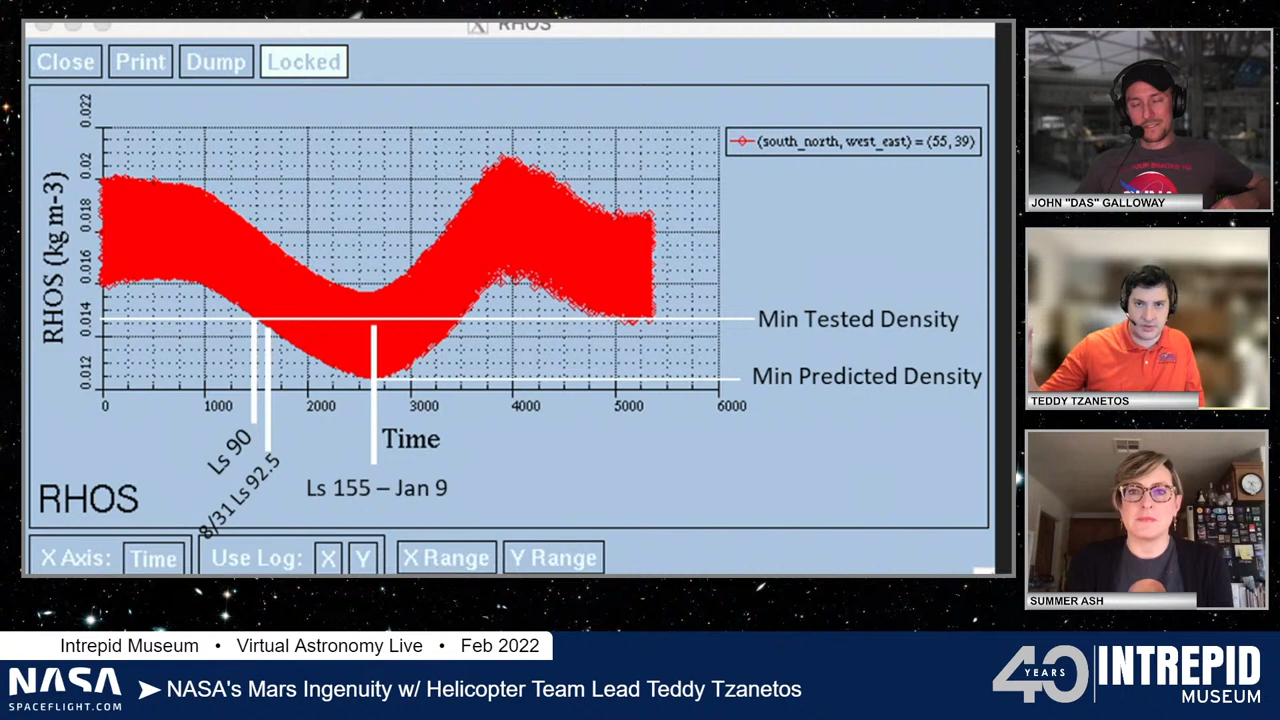 RHOS
Close Print Dump Locked
0.022
0.02
0.018
0.016
0.014
0.012
RHOS (kg m-3)
(south_north, west_east) = (55, 39)
Min Tested Density
Min Predicted Density
0 1000 2000 3000 4000 5000 6000
Time
Ls 90
8/31 Ls 92.5
Ls 155 – Jan 9
RHOS
X Axis: Time Use Log: X Y X Range Y Range
JOHN "DAS" GALLOWAY
TEDDY TZANETOS
SUMMER ASH
Intrepid Museum • Virtual Astronomy Live • Feb 2022
NASA
SPACEFLIGHT.COM
NASA's Mars Ingenuity w/ Helicopter Team Lead Teddy Tzanetos
40
YEARS
INTREPID
MUSEUM